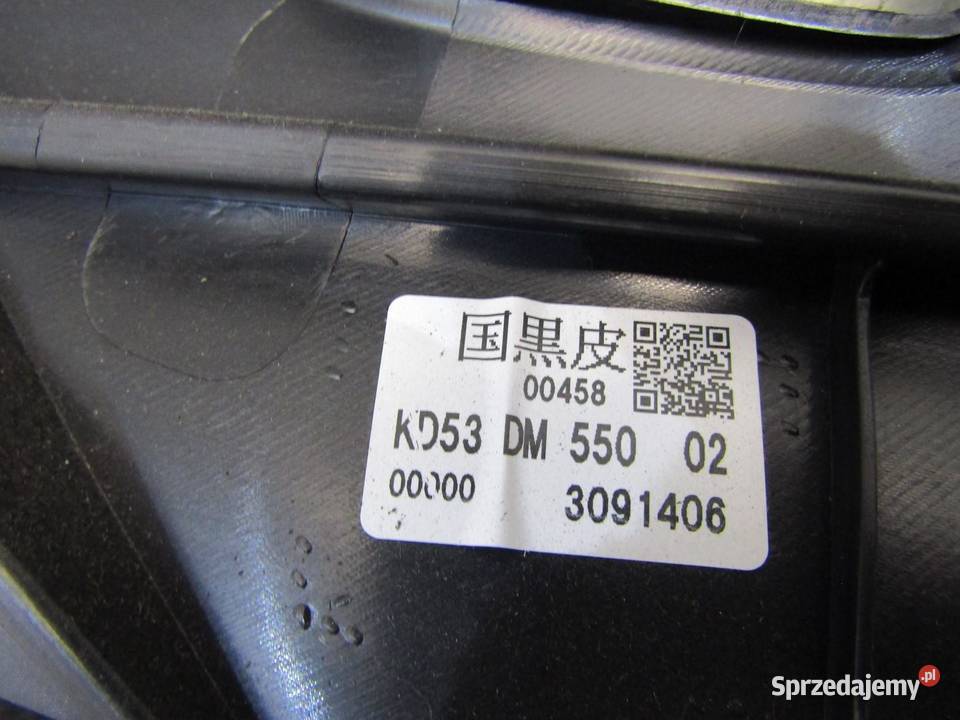 国黒皮
00458
KD53 DM 550 02
00000 3091406
Sprzedajemy.pl